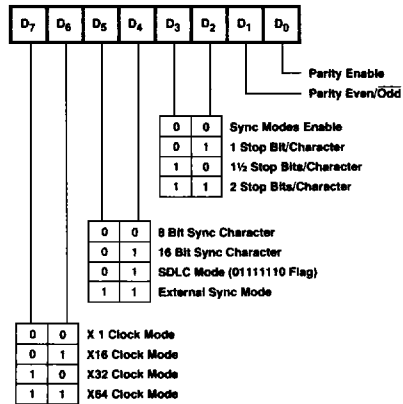 D7 D6 D5 D4 D3 D2 D1 D0
Parity Enable
Parity Even/Odd
0 0 Sync Modes Enable
0 1 1 Stop Bit/Character
1 0 1½ Stop Bits/Character
1 1 2 Stop Bits/Character
0 0 8 Bit Sync Character
0 1 16 Bit Sync Character
0 1 SDLC Mode (01111110 Flag)
1 1 External Sync Mode
0 0 X 1 Clock Mode
0 1 X16 Clock Mode
1 0 X32 Clock Mode
1 1 X64 Clock Mode